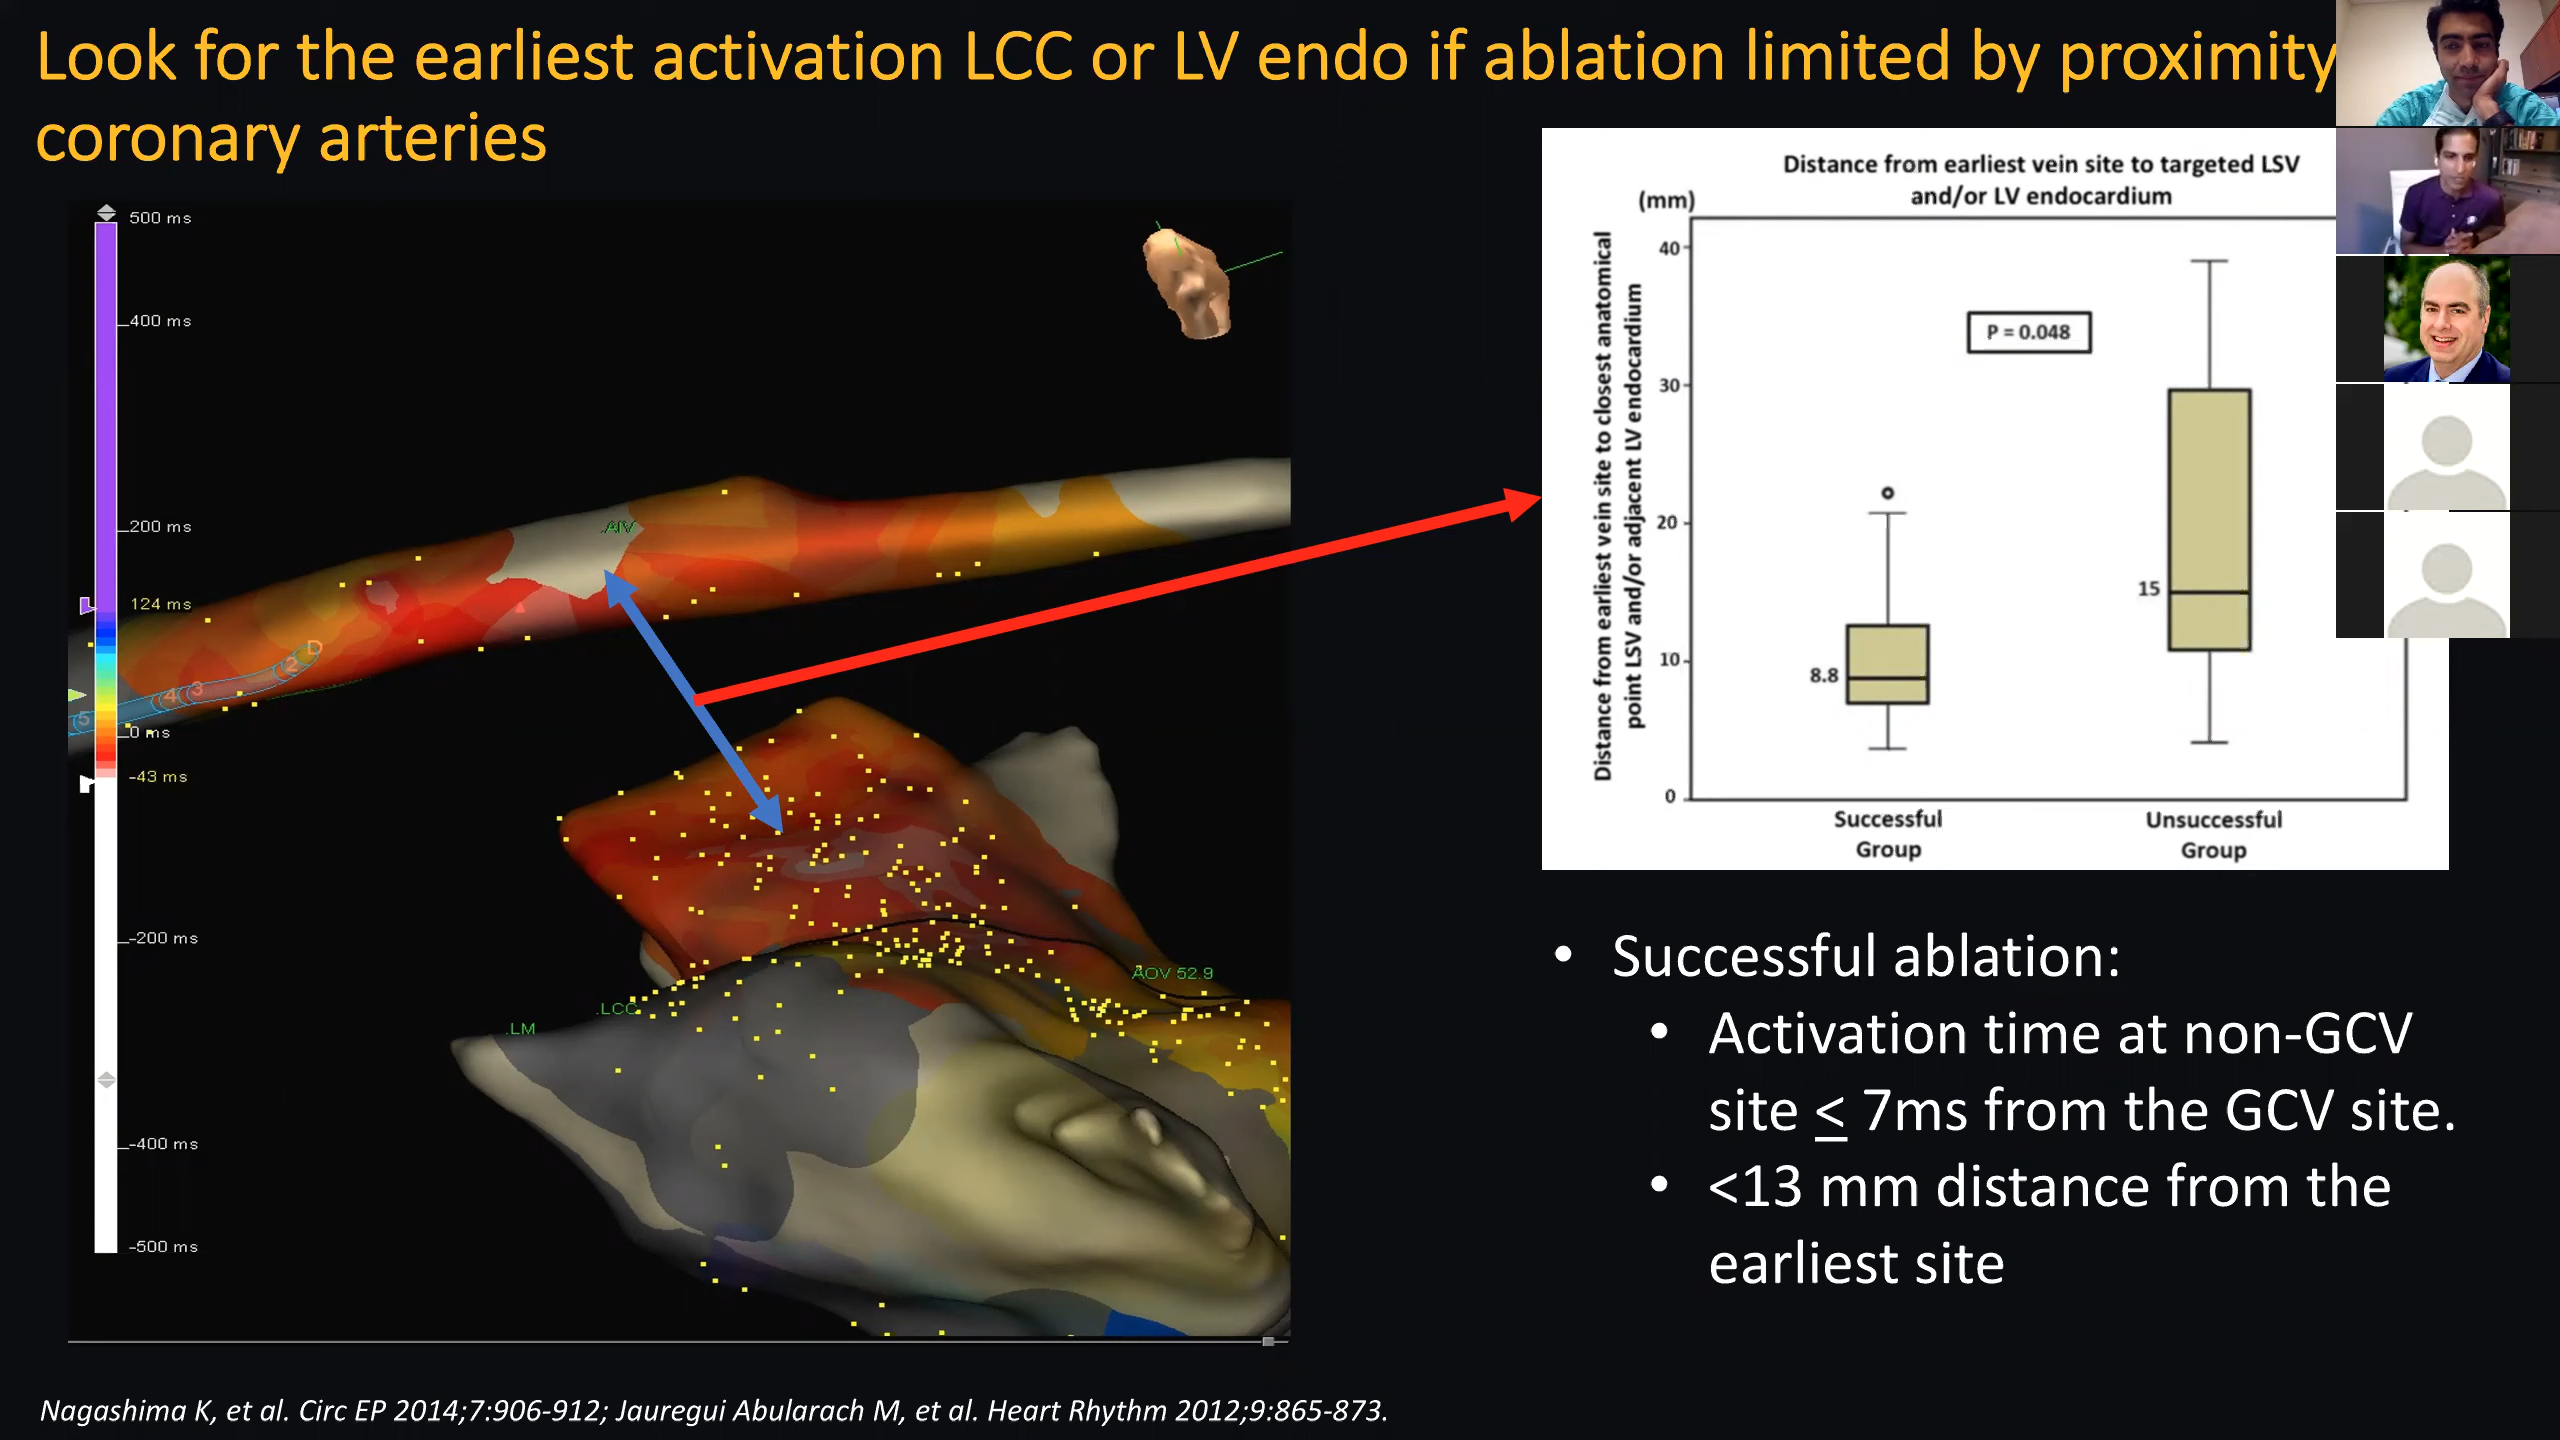 Look for the earliest activation LCC or LV endo if ablation limited by proximity
coronary arteries
500 ms
400 ms
200 ms
124 ms
0 ms
-43 ms
-200 ms
-400 ms
-500 ms
.AIV
D
2
3
4
5
AOV 52.9
.LCC
.LM
Distance from earliest vein site to targeted LSV
and/or LV endocardium
(mm)
Distance from earliest vein site to closest anatomical
point LSV and/or adjacent LV endocardium
40
30
20
10
0
P = 0.048
8.8
15
Successful
Group
Unsuccessful
Group
• Successful ablation:
• Activation time at non-GCV
site ≤ 7ms from the GCV site.
• <13 mm distance from the
earliest site
Nagashima K, et al. Circ EP 2014;7:906-912; Jauregui Abularach M, et al. Heart Rhythm 2012;9:865-873.